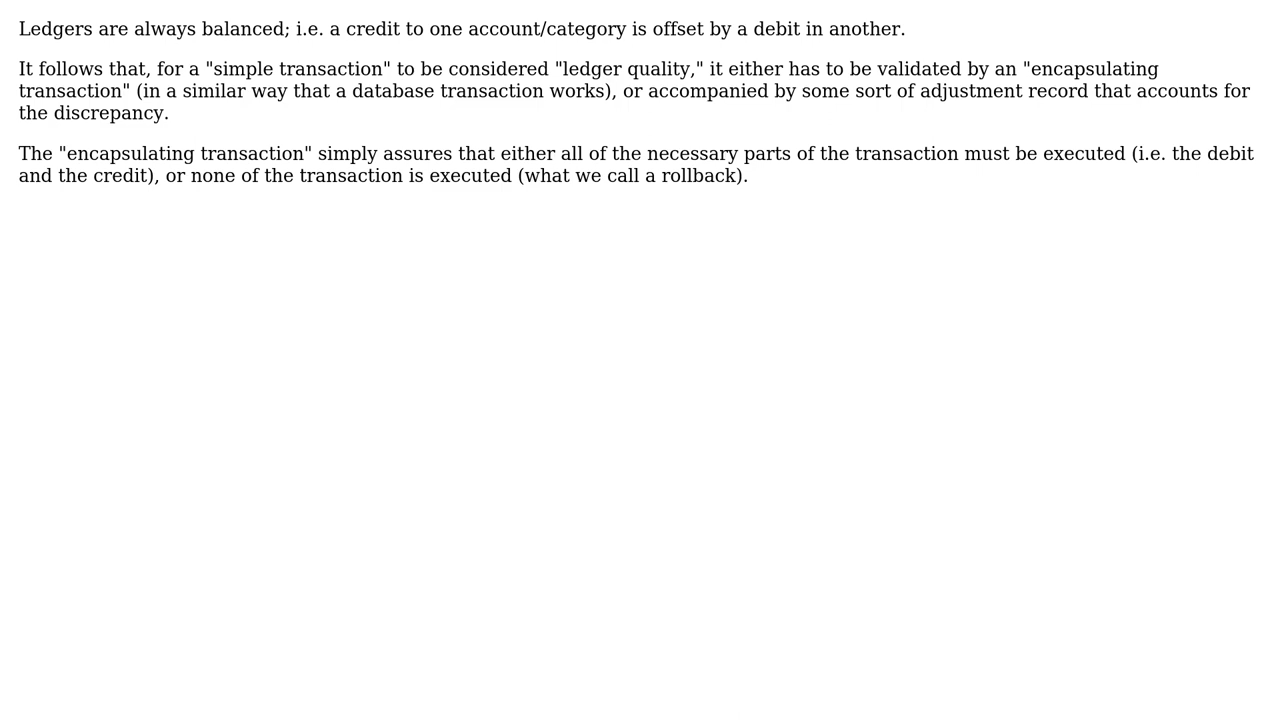 Ledgers are always balanced; i.e. a credit to one account/category is offset by a debit in another.
It follows that, for a "simple transaction" to be considered "ledger quality," it either has to be validated by an "encapsulating
transaction" (in a similar way that a database transaction works), or accompanied by some sort of adjustment record that accounts for
the discrepancy.
The "encapsulating transaction" simply assures that either all of the necessary parts of the transaction must be executed (i.e. the debit
and the credit), or none of the transaction is executed (what we call a rollback).